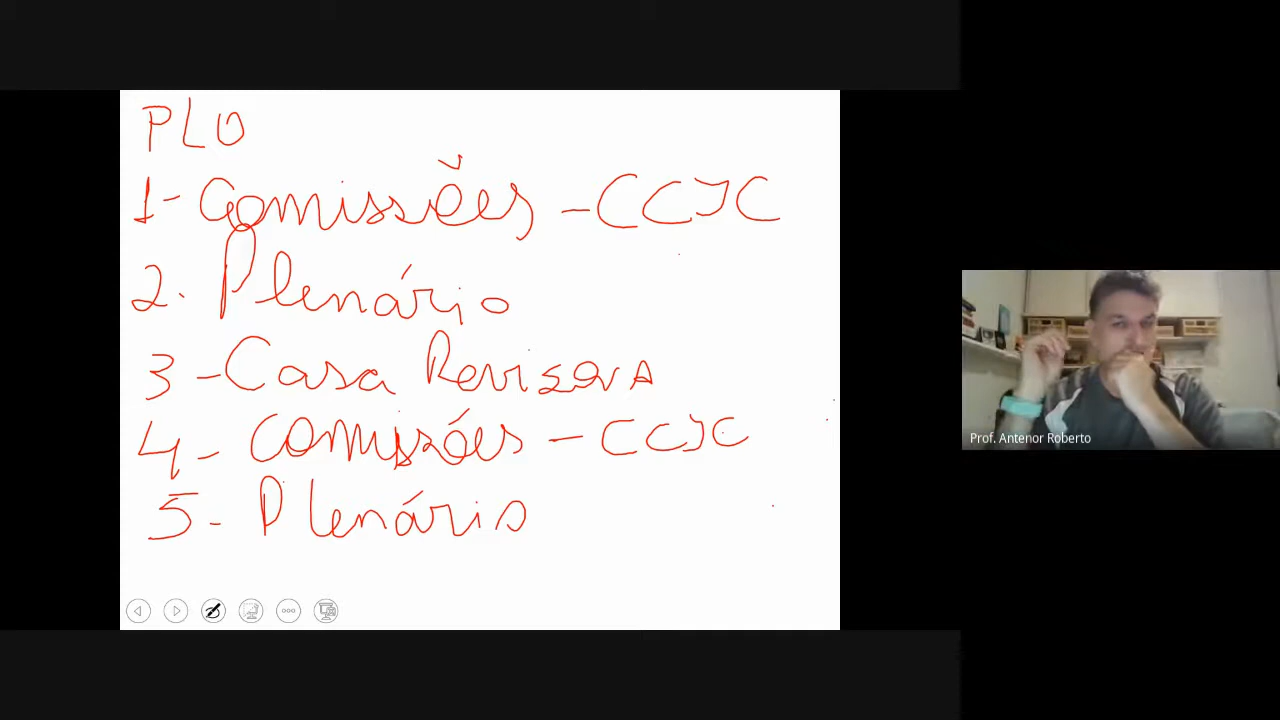 PLO
1- Comissões - CCJC
2. Plenário
3 - Casa Revisora
4 - Comissões - CCJC
5 - Plenário
Prof. Antenor Roberto